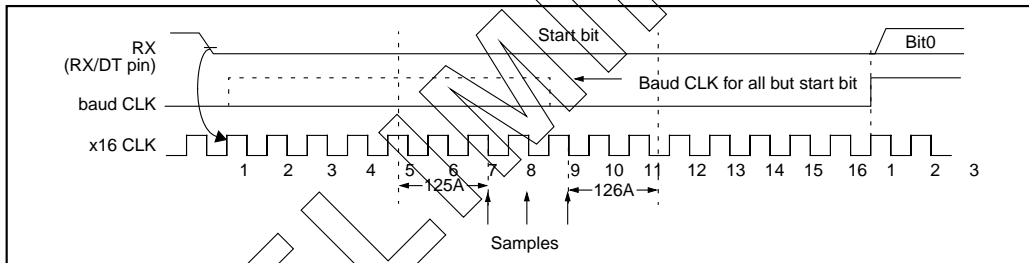 Start bit
RX
(RX/DT pin)
Bit0
Baud CLK for all but start bit
baud CLK
x16 CLK
1 2 3 4 5 6 7 8 9 10 11 12 13 14 15 16 1 2 3
125A
126A
Samples